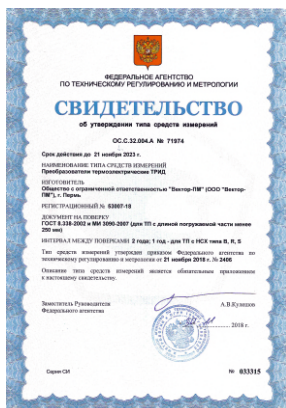 ФЕДЕРАЛЬНОЕ АГЕНТСТВО
ПО ТЕХНИЧЕСКОМУ РЕГУЛИРОВАНИЮ И МЕТРОЛОГИИ
СВИДЕТЕЛЬСТВО
об утверждении типа средств измерений
ОС.С.32.004.А № 71974
Срок действия до 21 ноября 2023 г.
НАИМЕНОВАНИЕ ТИПА СРЕДСТВ ИЗМЕРЕНИЙ
Преобразователи термоэлектрические ТРИД
ИЗГОТОВИТЕЛЬ
Общество с ограниченной ответственностью "Вектор-ПМ" (ООО "Вектор-
ПМ"), г. Пермь
РЕГИСТРАЦИОННЫЙ № 63007-18
ДОКУМЕНТ НА ПОВЕРКУ
ГОСТ 8.338-2002 и МИ 3090-2007 (для ТП с длиной погружаемой части менее
250 мм)
ИНТЕРВАЛ МЕЖДУ ПОВЕРКАМИ 2 года; 1 год - для ТП с НСХ типа B, R, S
Тип средств измерений утвержден приказом Федерального агентства по
техническому регулированию и метрологии от 21 ноября 2018 г. № 2406
Описание типа средств измерений является обязательным приложением
к настоящему свидетельству.
Заместитель Руководителя А.В.Кулешов
Федерального агентства
2018 г.
Серия СИ № 033315